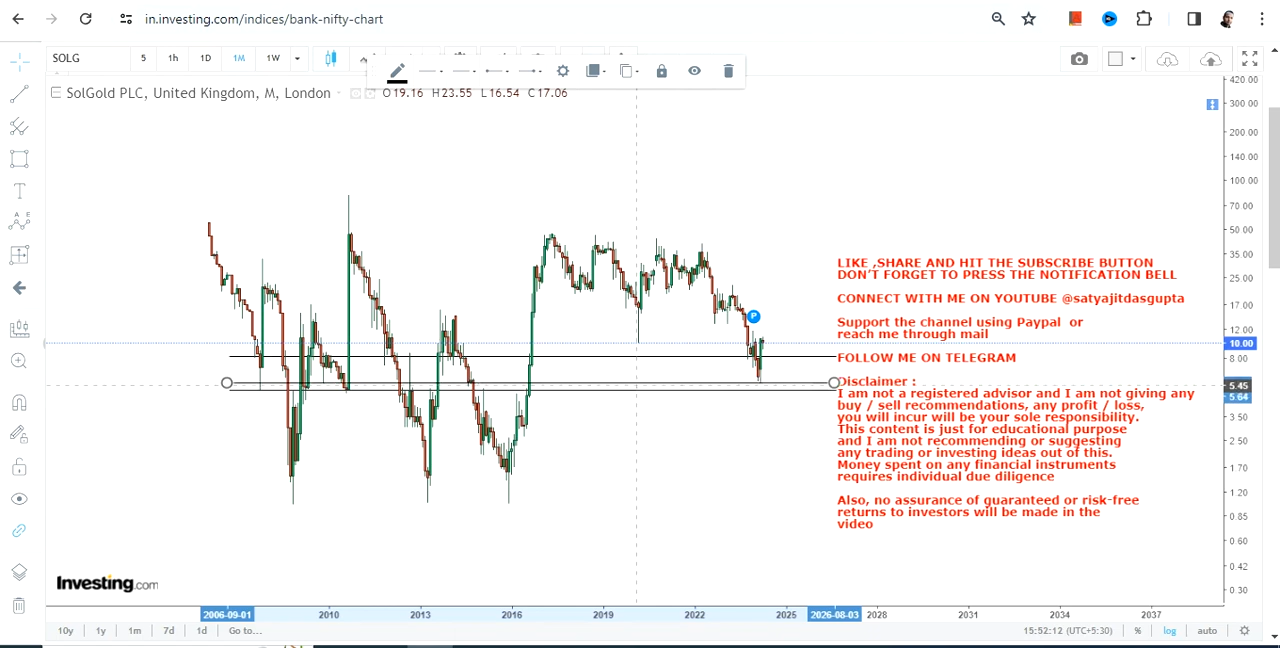 in.investing.com/indices/bank-nifty-chart
SOLG 5 1h 1D 1M 1W
SolGold PLC, United Kingdom, M, London O19.16 H23.55 L16.54 C17.06
420.00
300.00
200.00
140.00
100.00
70.00
50.00
35.00
25.00
17.00
12.00
10.00
8.00
5.45
5.64
3.50
2.50
1.70
1.20
0.85
0.60
0.42
0.30
P
LIKE ,SHARE AND HIT THE SUBSCRIBE BUTTON
DON'T FORGET TO PRESS THE NOTIFICATION BELL
CONNECT WITH ME ON YOUTUBE @satyajitdasgupta
Support the channel using Paypal or
reach me through mail
FOLLOW ME ON TELEGRAM
Disclaimer :
I am not a registered advisor and I am not giving any
buy / sell recommendations, any profit / loss,
you will incur will be your sole responsibility.
This content is just for educational purpose
and I am not recommending or suggesting
any trading or investing ideas out of this.
Money spent on any financial instruments
requires individual due diligence
Also, no assurance of guaranteed or risk-free
returns to investors will be made in the
video
Investing.com
2006-09-01 2010 2013 2016 2019 2022 2025 2026-08-03 2028 2031 2034 2037
10y 1y 1m 7d 1d Go to... 15:52:12 (UTC+5:30) % log auto